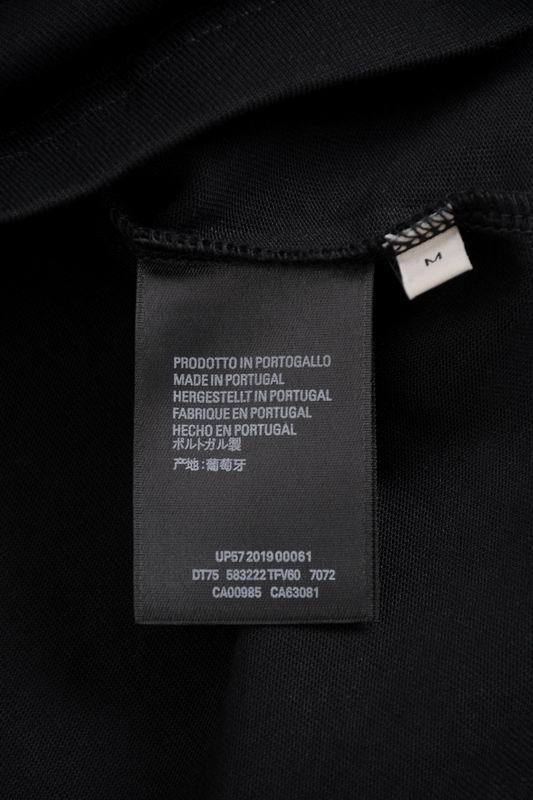 M
PRODOTTO IN PORTOGALLO
MADE IN PORTUGAL
HERGESTELLT IN PORTUGAL
FABRIQUE EN PORTUGAL
HECHO EN PORTUGAL
ポルトガル製
产地：葡萄牙
UP57 2019 00061
DT75 583222 TFV60 7072
CA00985 CA63081